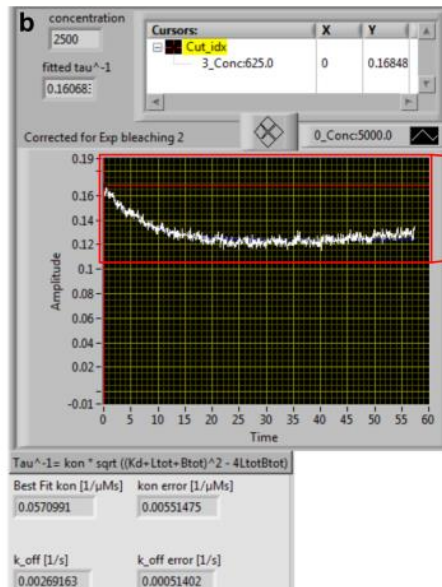 b
concentration
2500
fitted tau^-1
0.16068
Cursors: X Y
Cut_idx
3_Conc:625.0 0 0.16848
Corrected for Exp bleaching 2
0_Conc:5000.0
0.19
0.16
0.14
0.12
0.1
0.08
0.06
0.04
0.02
-0.01
Amplitude
0 5 10 15 20 25 30 35 40 45 50 55 60
Time
Tau^-1= kon * sqrt ((Kd+Ltot+Btot)^2 - 4LtotBtot)
Best Fit kon [1/µMs] kon error [1/µMs]
0.0570991 0.00551475
k_off [1/s] k_off error [1/s]
0.00269163 0.00051402